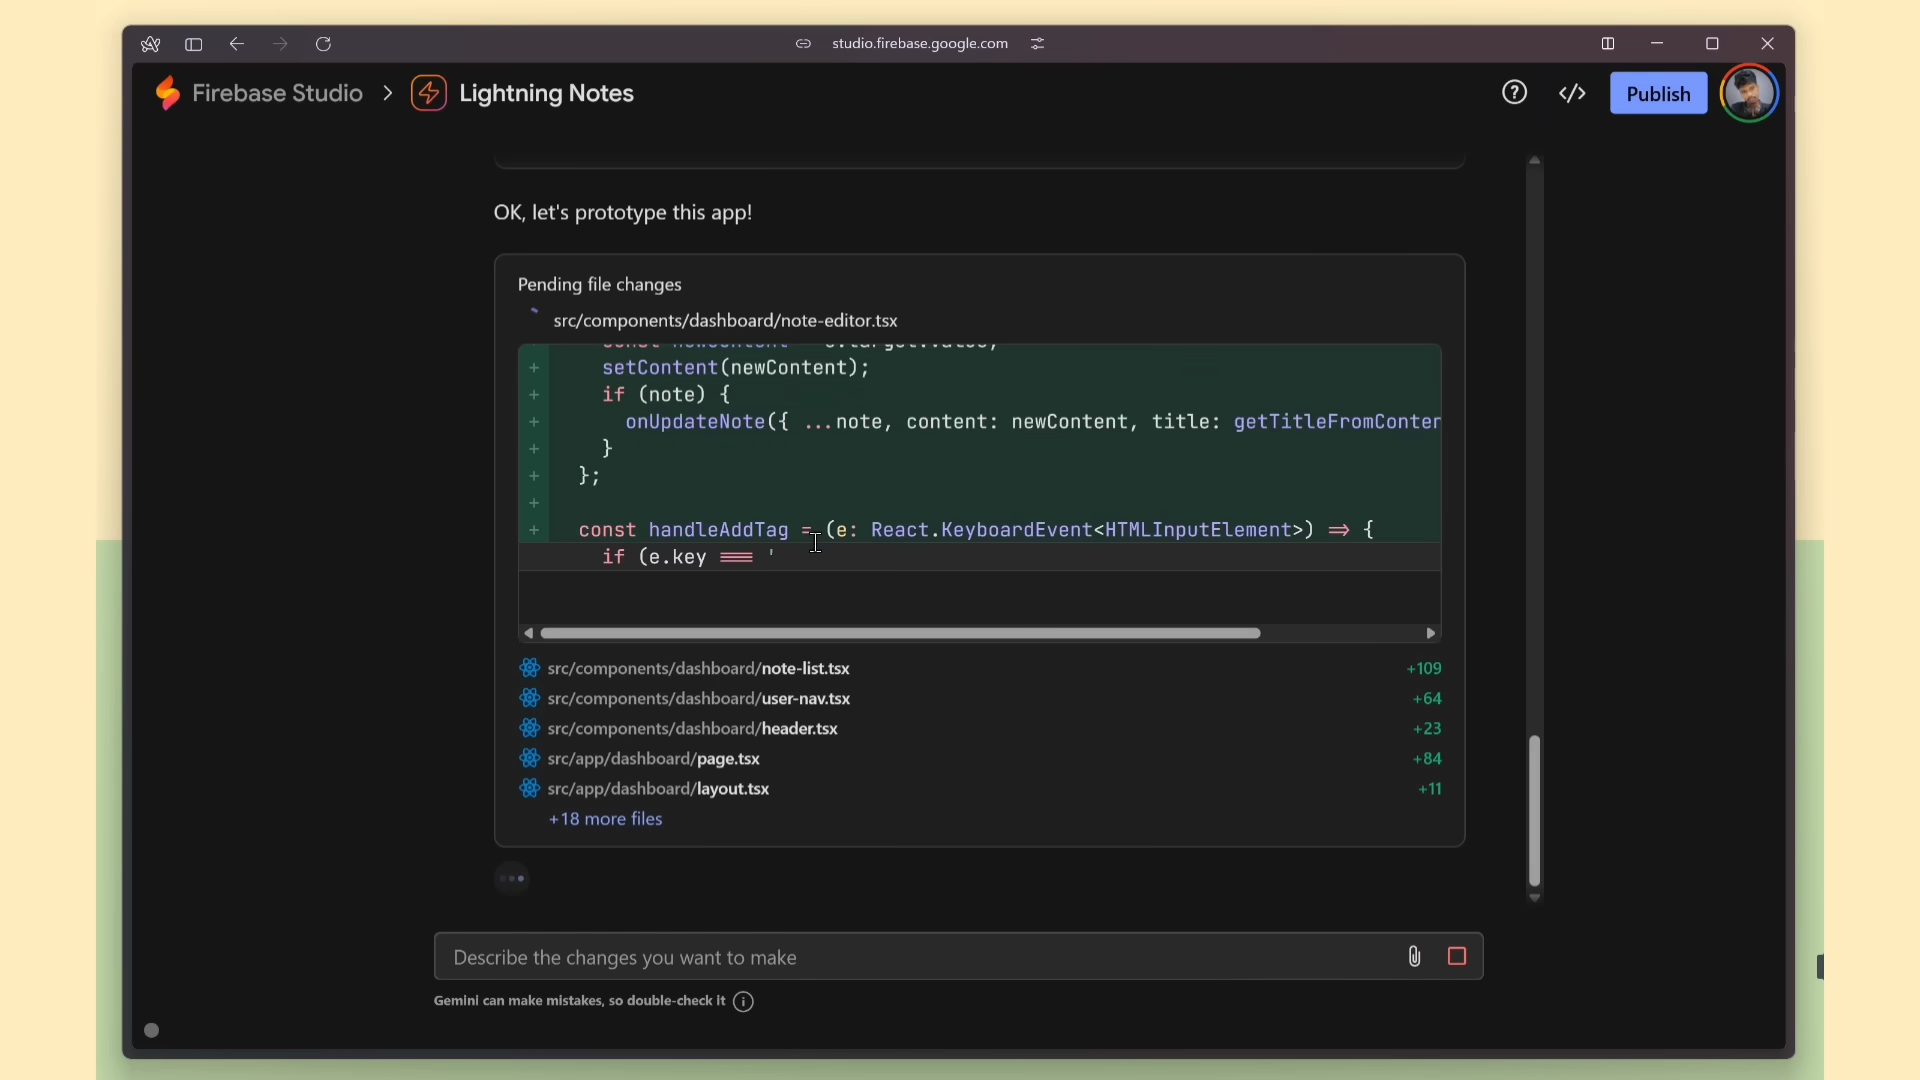 studio.firebase.google.com
Firebase Studio > Lightning Notes
</>
Publish
OK, let's prototype this app!
Pending file changes
src/components/dashboard/note-editor.tsx
+ setContent(newContent);
+ if (note) {
+ onUpdateNote({ ...note, content: newContent, title: getTitleFromConten
+ }
+ };
+
+ const handleAddTag = (e: React.KeyboardEvent<HTMLInputElement>) => {
if (e.key === '
src/components/dashboard/note-list.tsx +109
src/components/dashboard/user-nav.tsx +64
src/components/dashboard/header.tsx +23
src/app/dashboard/page.tsx +84
src/app/dashboard/layout.tsx +11
+18 more files
Describe the changes you want to make
Gemini can make mistakes, so double-check it